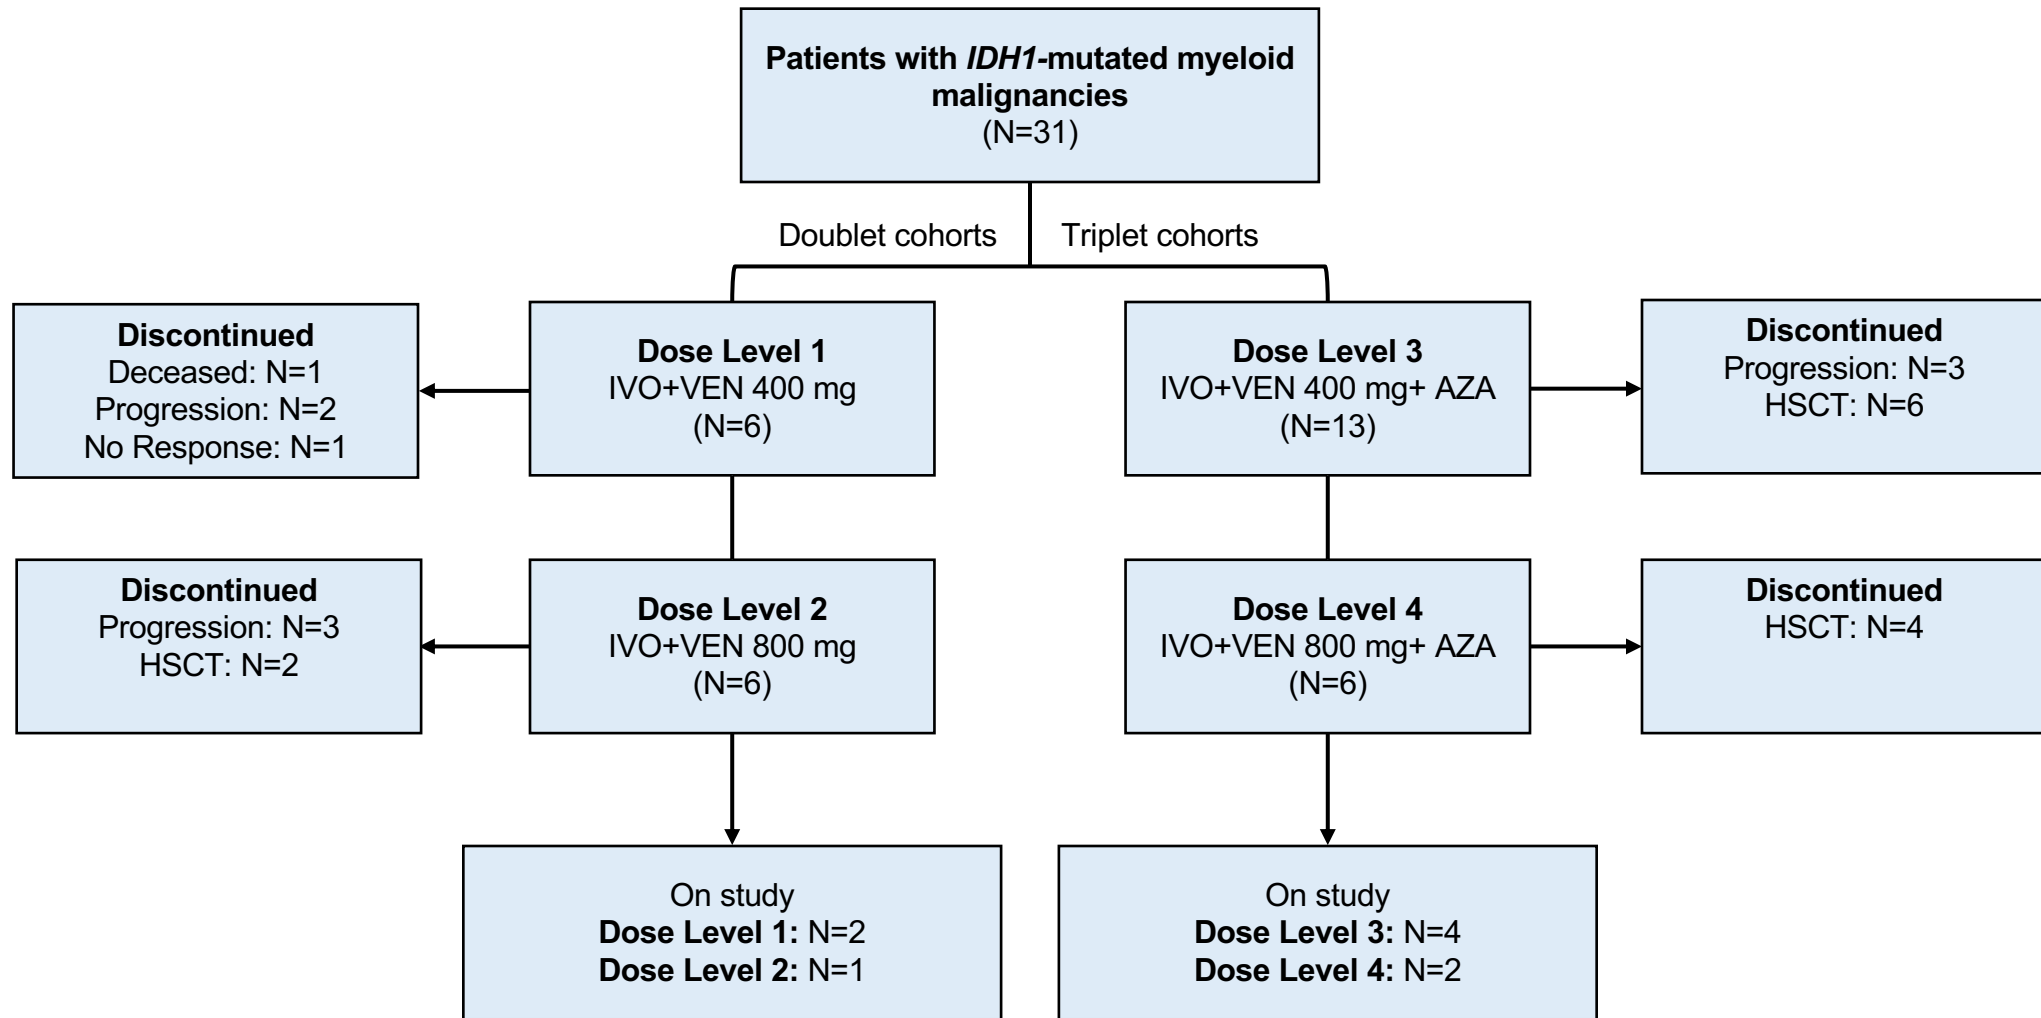 Patients with IDH1-mutated myeloid
malignancies
(N=31)
Doublet cohorts
Triplet cohorts
Discontinued
Deceased: N=1
Progression: N=2
No Response: N=1
Dose Level 1
IVO+VEN 400 mg
(N=6)
Dose Level 3
IVO+VEN 400 mg+ AZA
(N=13)
Discontinued
Progression: N=3
HSCT: N=6
Discontinued
Progression: N=3
HSCT: N=2
Dose Level 2
IVO+VEN 800 mg
(N=6)
Dose Level 4
IVO+VEN 800 mg+ AZA
(N=6)
Discontinued
HSCT: N=4
On study
Dose Level 1: N=2
Dose Level 2: N=1
On study
Dose Level 3: N=4
Dose Level 4: N=2